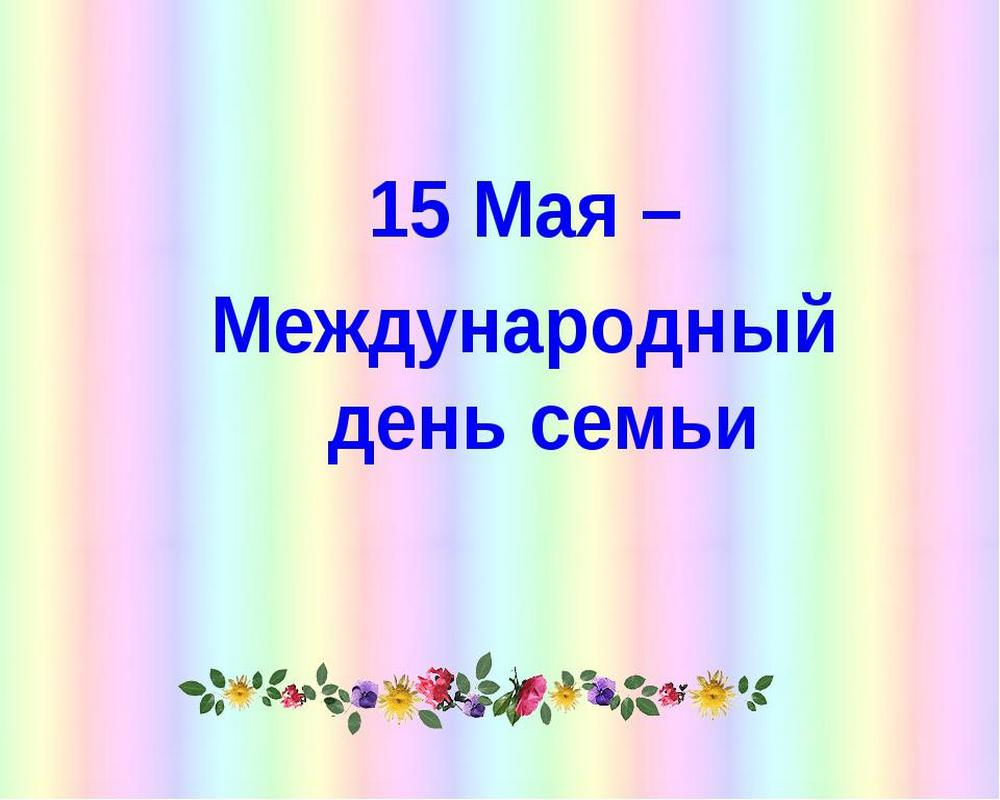 15 Мая –
Международный
день семьи